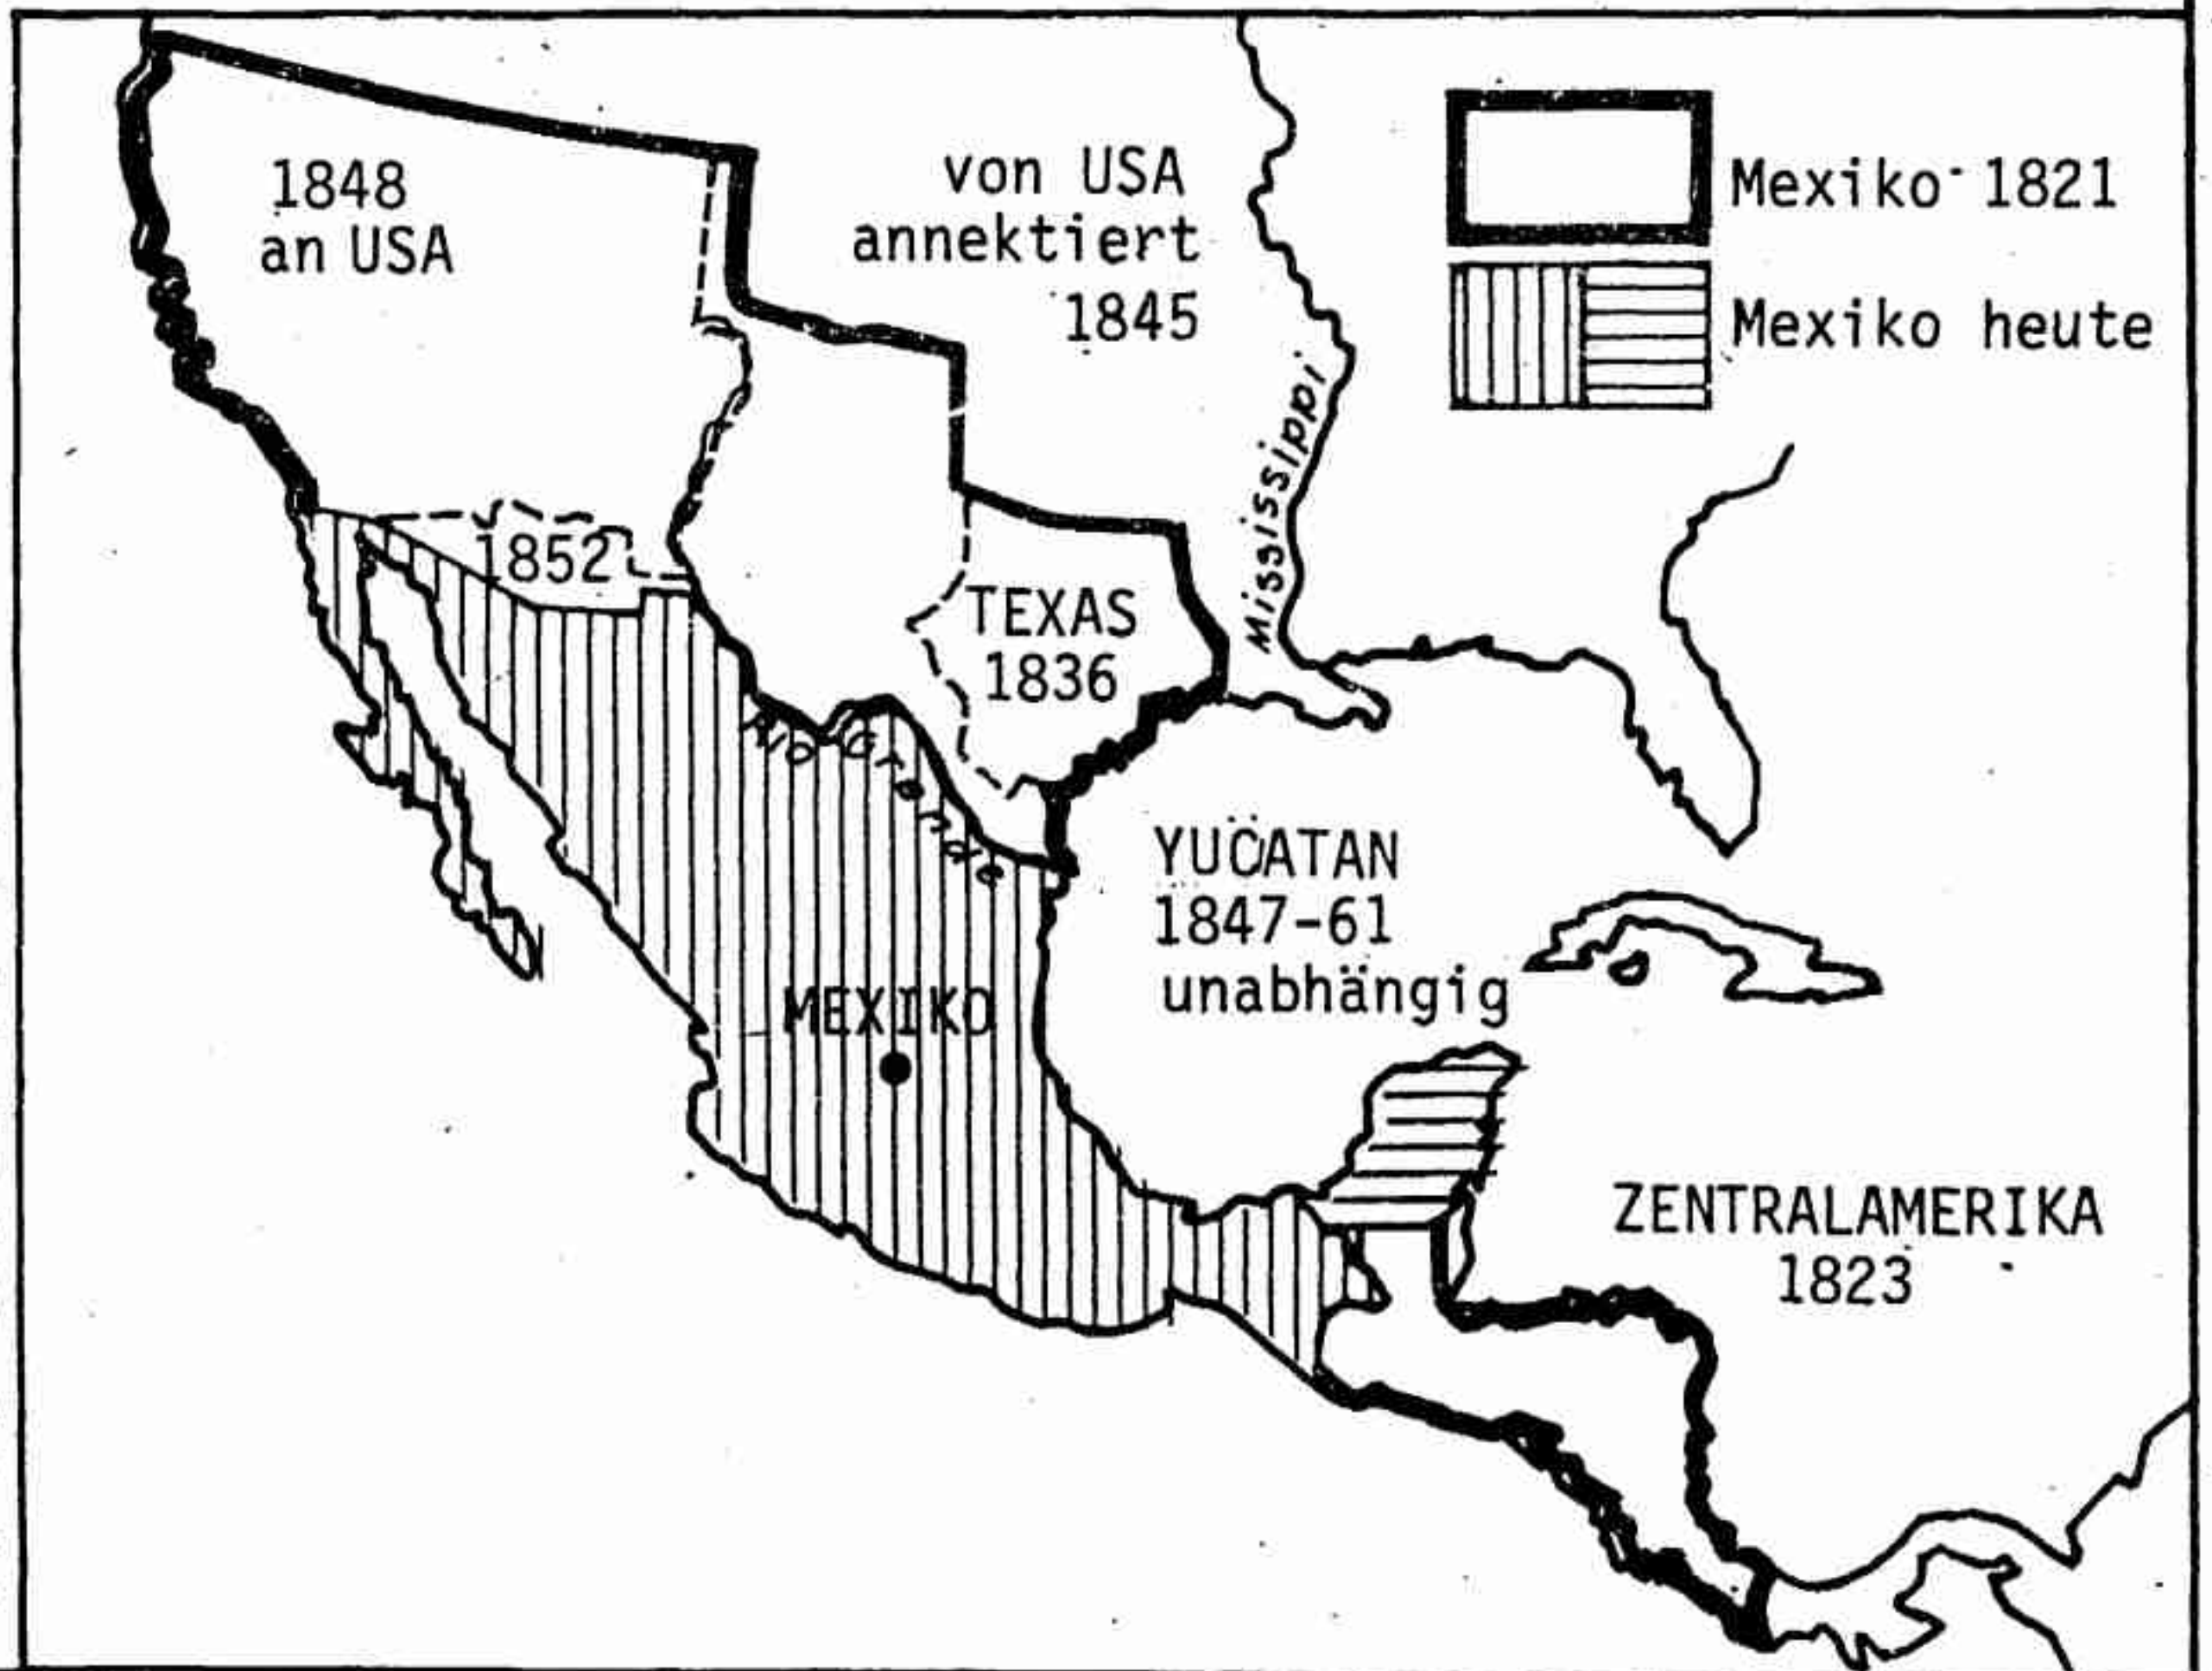 1848
an USA
von USA
annektiert
1845
Mexiko 1821
Mexiko heute
Mississippi
1852
TEXAS
1836
Rio Grande
YUCATAN
1847-61
unabhängig
MEXIKO
ZENTRALAMERIKA
1823